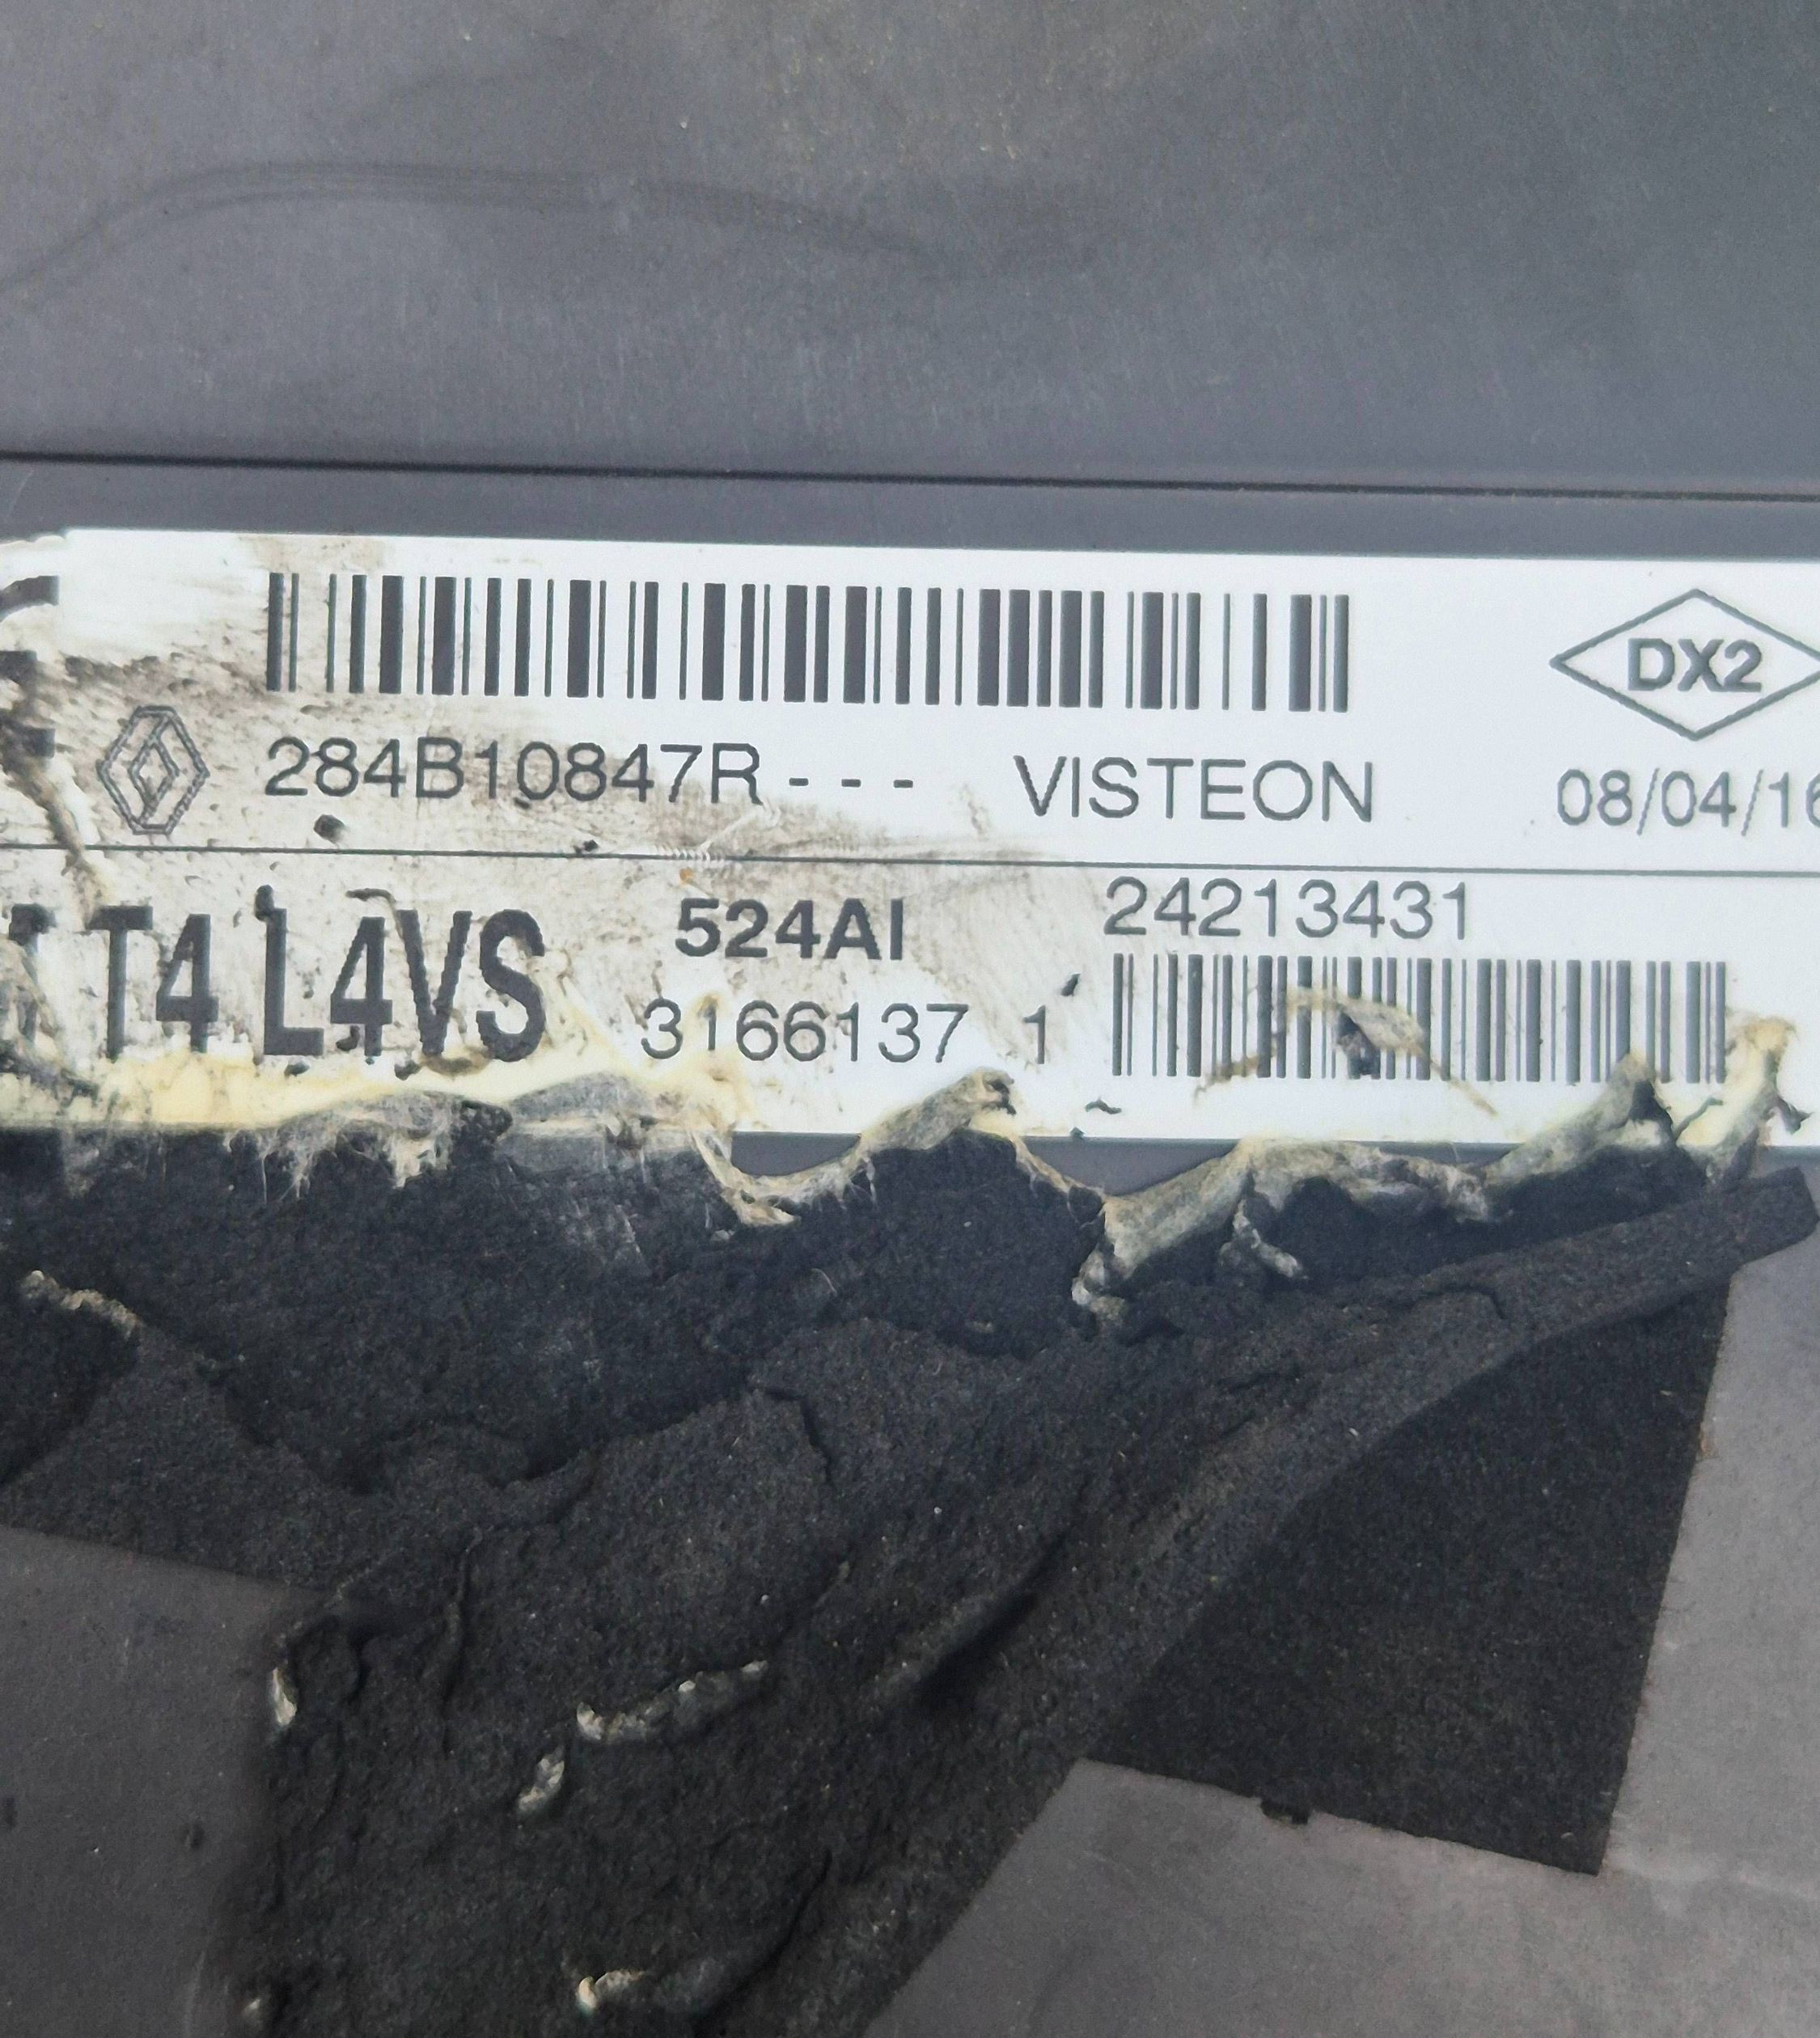 DX2
284B10847R--- VISTEON 08/04/16
T4 L4VS 524AI 24213431
3166137 1